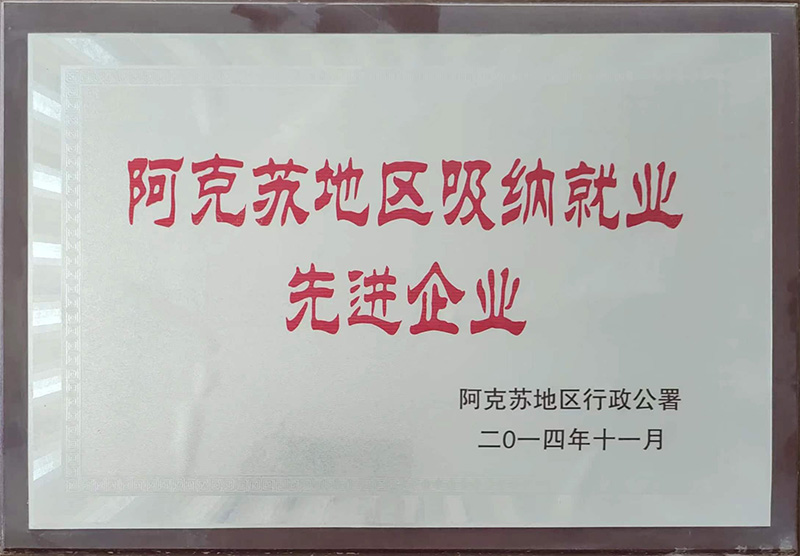 阿克苏地区吸纳就业
先进企业
阿克苏地区行政公署
二0一四年十一月